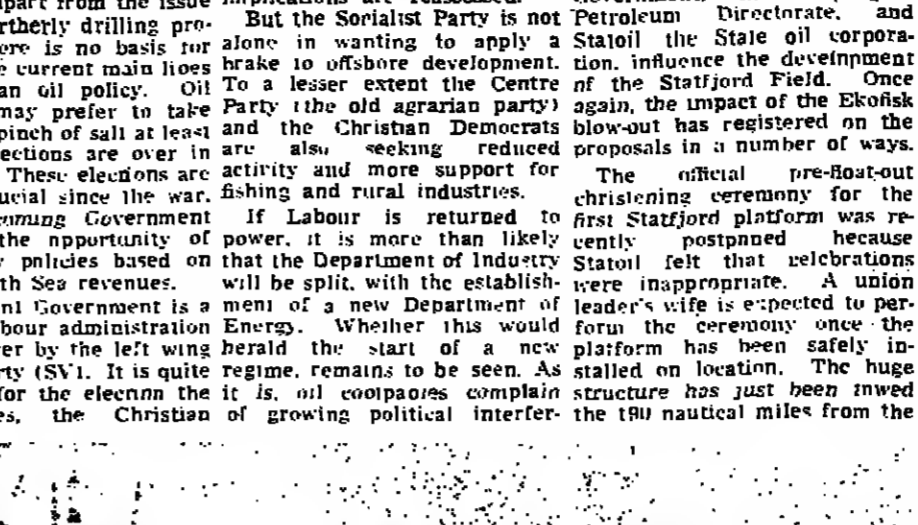 apart from the issue
rtherly drilling pro-
ere is no basis for
e current main lines
an oil policy. Oil
may prefer to take
pinch of salt at least
ections are over in
These elections are
ucial since the war.
Government
the opportunity of
policies based on
th Sea revenues.
Government is a
bour administration
er by the left wing
rty (SV). It is quite
for the election the
es, the Christian
But the Socialist Party is not
alone in wanting to apply a
brake to offshore development.
To a lesser extent the Centre
Party (the old agrarian party)
and the Christian Democrats
are also seeking reduced
activity and more support for
fishing and rural industries.
If Labour is returned to
power, it is more than likely
that the Department of Industry
will be split, with the establish-
ment of a new Department of
Energy. Whether this would
herald the start of a new
regime, remains to be seen. As
it is, oil companies complain
of growing political interfer-
Petroleum Directorate, and
Statoil the State oil corpora-
tion, influence the development
of the Statfjord Field. Once
again, the impact of the Ekofisk
blow-out has registered on the
proposals in a number of ways.
The official pre-float-out
christening ceremony for the
first Statfjord platform was re-
cently postponed because
Statoil felt that celebrations
were inappropriate. A union
leader's wife is expected to per-
form the ceremony once the
platform has been safely in-
stalled on location. The huge
structure has just been towed
the 180 nautical miles from the